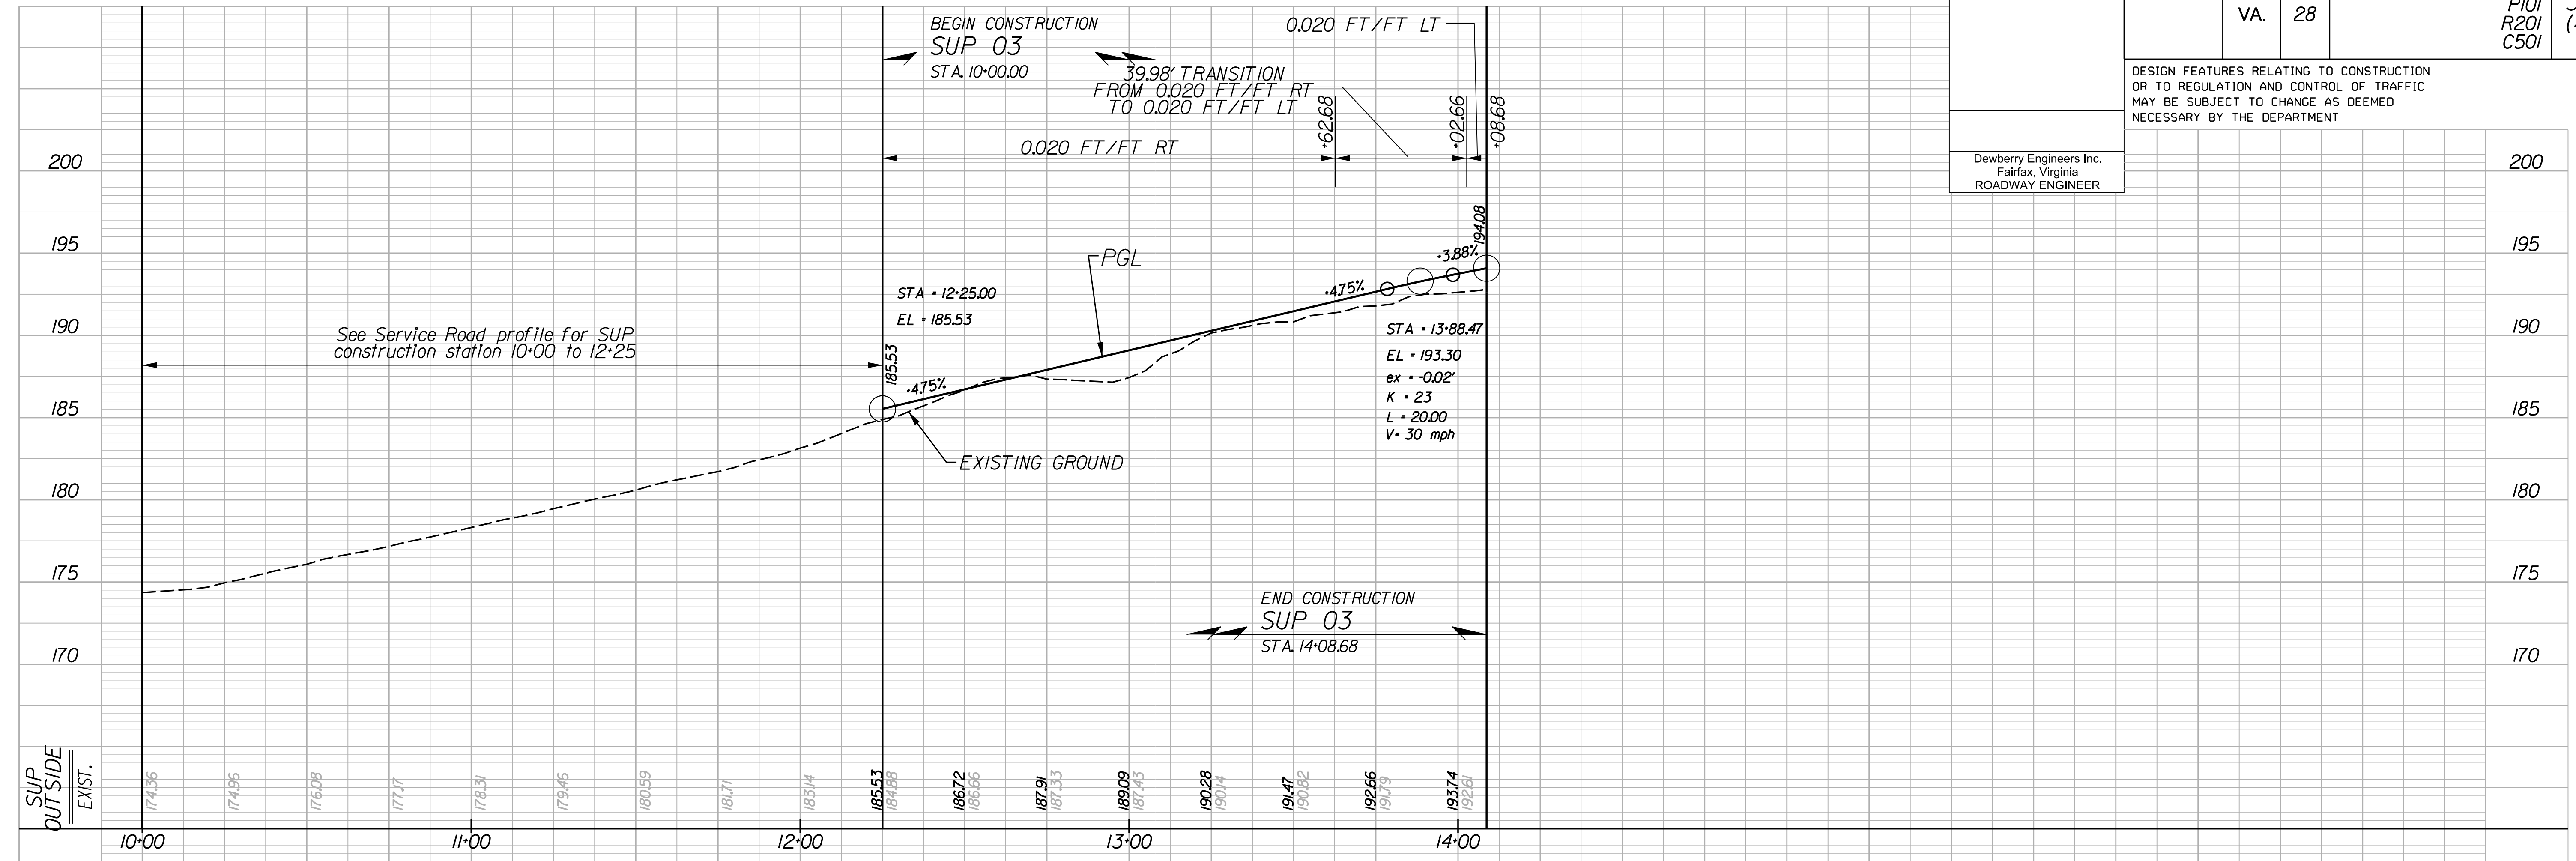 BEGIN CONSTRUCTION
SUP 03
STA. 10+00.00
0.020 FT/FT LT
39.98' TRANSITION
FROM 0.020 FT/FT RT
TO 0.020 FT/FT LT
+62.68
+02.66
+08.68
0.020 FT/FT RT
VA.
28
P101
R201
C501
DESIGN FEATURES RELATING TO CONSTRUCTION
OR TO REGULATION AND CONTROL OF TRAFFIC
MAY BE SUBJECT TO CHANGE AS DEEMED
NECESSARY BY THE DEPARTMENT
Dewberry Engineers Inc.
Fairfax, Virginia
ROADWAY ENGINEER
200
200
195
195
190
190
185
185
180
180
175
175
170
170
194.08
+3.88%
PGL
+4.75%
STA = 12+25.00
EL = 185.53
See Service Road profile for SUP
construction station 10+00 to 12+25
185.53
+4.75%
STA = 13+88.47
EL = 193.30
ex = -0.02'
K = 23
L = 20.00
V= 30 mph
EXISTING GROUND
END CONSTRUCTION
SUP 03
STA. 14+08.68
SUP
OUTSIDE
EXIST.
174.36
174.96
176.08
177.17
178.31
179.46
180.59
181.71
183.14
185.53
184.88
186.72
186.66
187.91
187.33
189.09
187.43
190.28
190.14
191.47
190.82
192.66
191.79
193.74
192.61
10+00
11+00
12+00
13+00
14+00